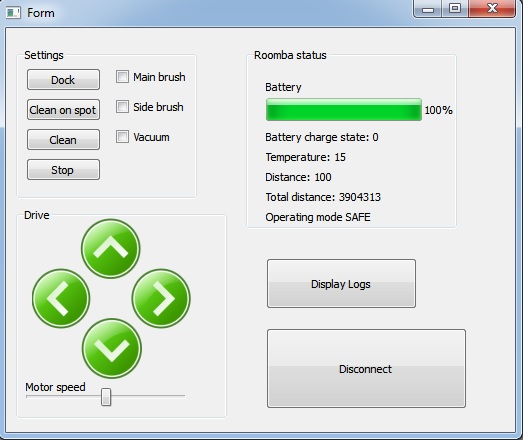 Form
Settings
Dock
Main brush
Clean on spot
Side brush
Clean
Vacuum
Stop
Roomba status
Battery
100%
Battery charge state: 0
Temperature: 15
Distance: 100
Total distance: 3904313
Operating mode SAFE
Drive
Motor speed
Display Logs
Disconnect